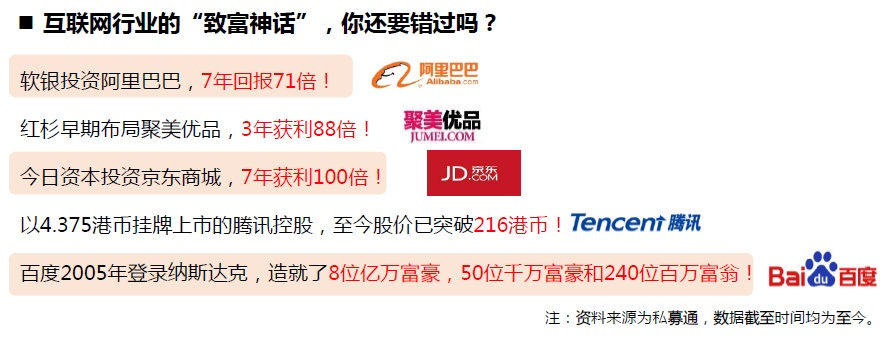 ■ 互联网行业的“致富神话”，你还要错过吗？
软银投资阿里巴巴，7年回报71倍！ 阿里巴巴
Alibaba.com
红杉早期布局聚美优品，3年获利88倍！ 聚美优品
JUMEI.COM
今日资本投资京东商城，7年获利100倍！ JD.京东
.COM
以4.375港币挂牌上市的腾讯控股，至今股价已突破216港币！ Tencent 腾讯
百度2005年登录纳斯达克，造就了8位亿万富豪，50位千万富豪和240位百万富翁！ Bai du 百度
注：资料来源为私募通，数据截至时间均为至今。